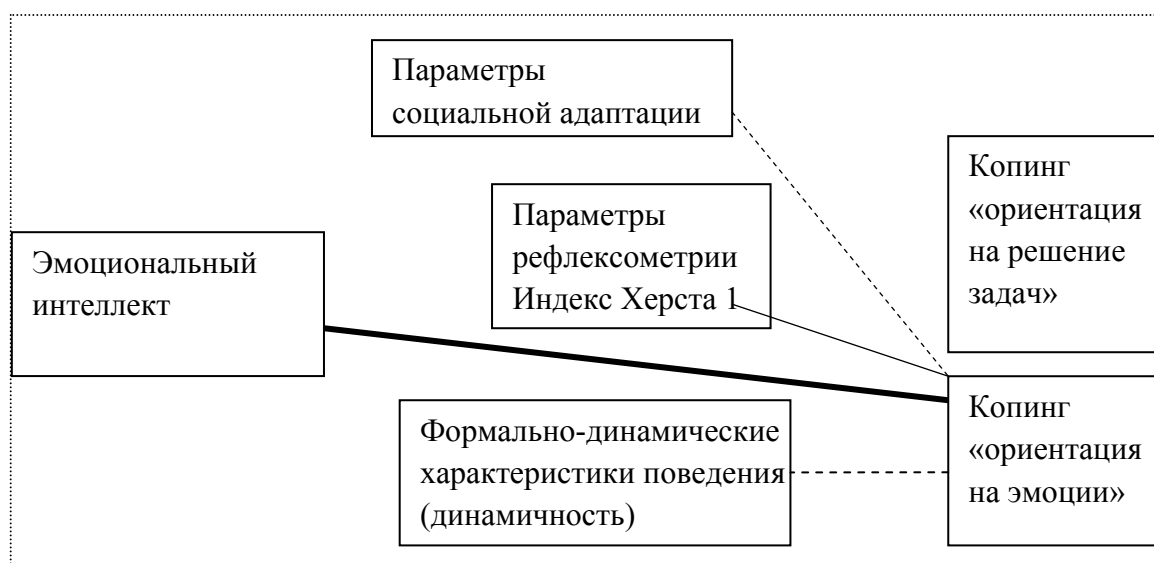 Параметры
социальной адаптации
Копинг
«ориентация
на решение
задач»
Параметры
рефлексометрии
Индекс Херста 1
Эмоциональный
интеллект
Формально-динамические
характеристики поведения
(динамичность)
Копинг
«ориентация
на эмоции»